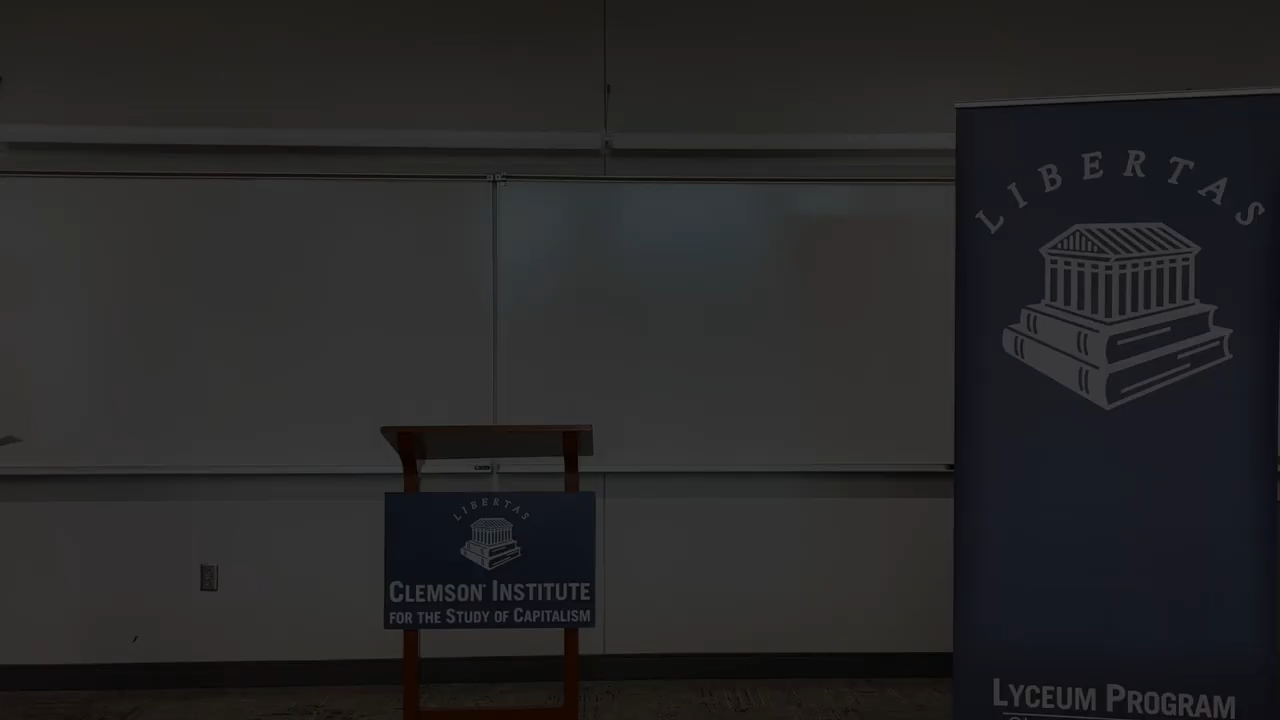 LIBERTAS
LYCEUM PROGRAM
LIBERTAS
CLEMSON® INSTITUTE
FOR THE STUDY OF CAPITALISM